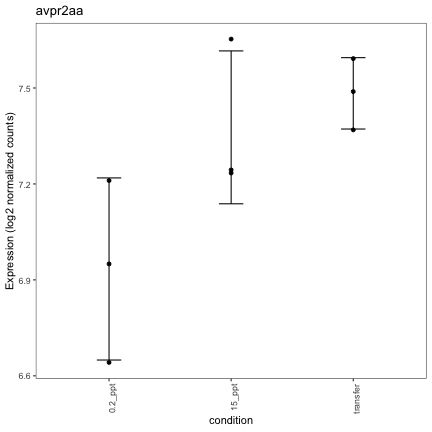 avpr2aa
Expression (log2 normalized counts)
7.5
7.2
6.9
6.6
0.2_ppt
15_ppt
transfer
condition